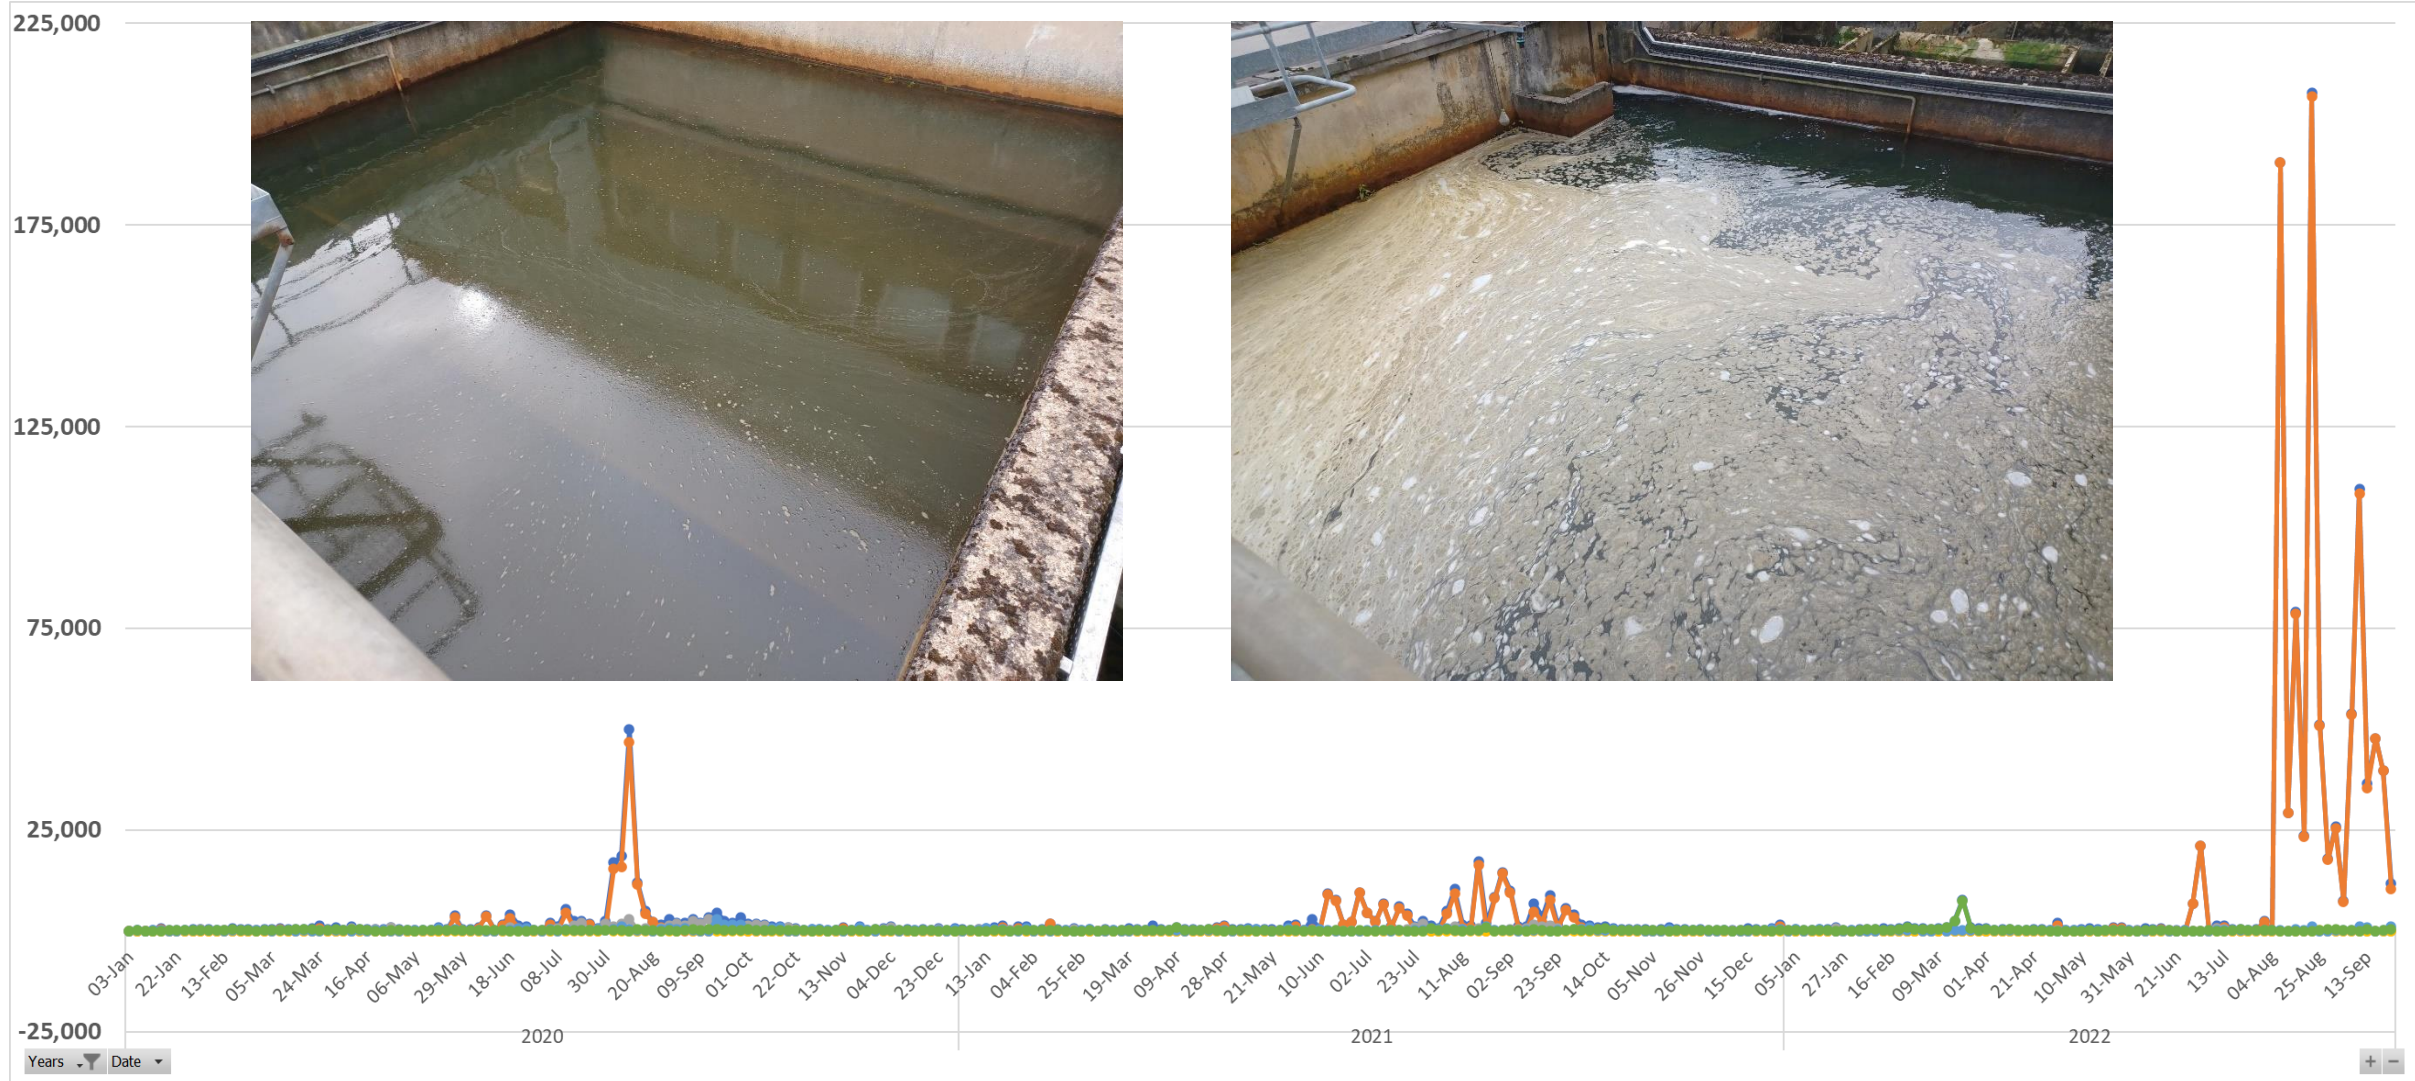 225,000
175,000
125,000
75,000
25,000
-25,000
03-Jan 22-Jan 13-Feb 05-Mar 24-Mar 16-Apr 06-May 29-May 18-Jun 08-Jul 30-Jul 20-Aug 09-Sep 01-Oct 22-Oct 13-Nov 04-Dec 23-Dec 13-Jan 04-Feb 25-Feb 19-Mar 09-Apr 28-Apr 21-May 10-Jun 02-Jul 23-Jul 11-Aug 02-Sep 23-Sep 14-Oct 05-Nov 26-Nov 15-Dec 05-Jan 27-Jan 16-Feb 09-Mar 01-Apr 21-Apr 10-May 31-May 21-Jun 13-Jul 04-Aug 25-Aug 13-Sep
2020 2021 2022
Years Date + −